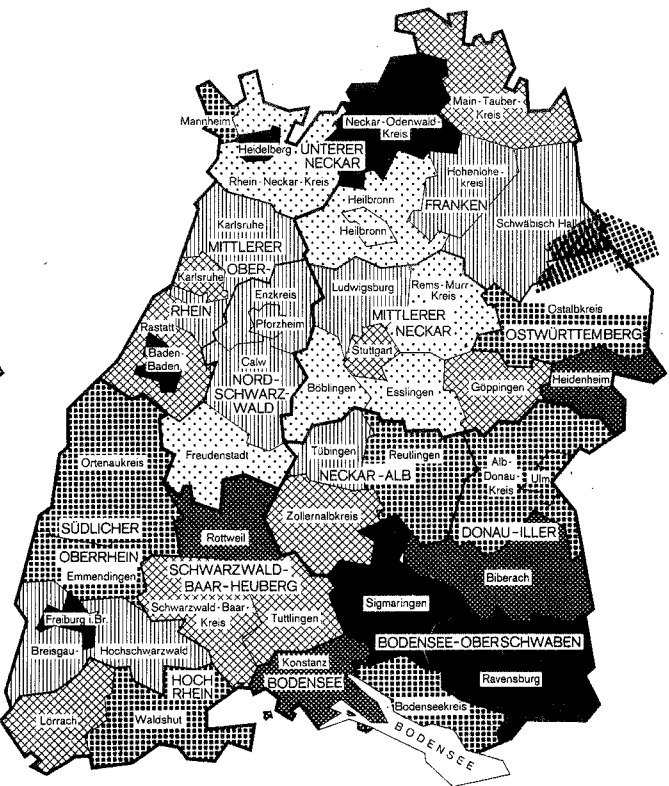 Main-Tauber-
Kreis
Mannheim
Neckar-Odenwald-
Kreis
Heidelberg
UNTERER
NECKAR
Rhein-Neckar-Kreis
Hohenlohe-
kreis
Heilbronn
FRANKEN
Heilbronn
Schwäbisch Hall
Karlsruhe
MITTLERER
OBER-
Karlsruhe
RHEIN
Enzkreis
Pforzheim
Ludwigsburg
Rems-Murr-
Kreis
MITTLERER
NECKAR
Stuttgart
Ostalbkreis
OSTWÜRTTEMBERG
Rastatt
Baden-
Baden
Calw
NORD-
SCHWARZ-
WALD
Böblingen
Esslingen
Göppingen
Heidenheim
Ortenaukreis
Freudenstadt
Tübingen
Reutlingen
NECKAR-ALB
Alb-
Donau-
Kreis
Ulm
Zollernalbkreis
DONAU-ILLER
SÜDLICHER
OBERRHEIN
Emmendingen
Rottweil
SCHWARZWALD-
BAAR-HEUBERG
Schwarzwald-Baar-
Kreis
Tuttlingen
Biberach
Sigmaringen
BODENSEE-OBERSCHWABEN
Ravensburg
Freiburg i.Br.
Breisgau-
Hochschwarzwald
Konstanz
BODENSEE
HOCH
RHEIN
Lörrach
Waldshut
Bodenseekreis
BODENSEE